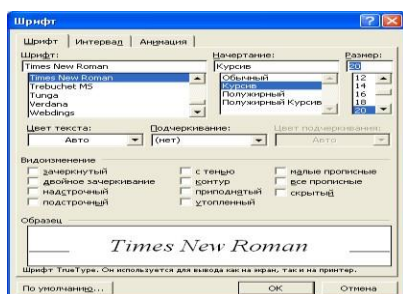 Шрифт
Шрифт Интервал Анимация
Шрифт: Начертание: Размер:
Times New Roman Курсив 20
Times New Roman Обычный 12
Trebuchet MS Курсив 14
Tunga Полужирный 16
Verdana Полужирный Курсив 18
Webdings 20
Цвет текста: Подчеркивание: Цвет подчеркивания:
Авто (нет) Авто
Видоизменение
зачеркнутый с тенью малые прописные
двойное зачеркивание контур все прописные
надстрочный приподнятый скрытый
подстрочный утопленный
Образец
Times New Roman
Шрифт TrueType. Он используется для вывода как на экран, так и на принтер.
По умолчанию... ОК Отмена